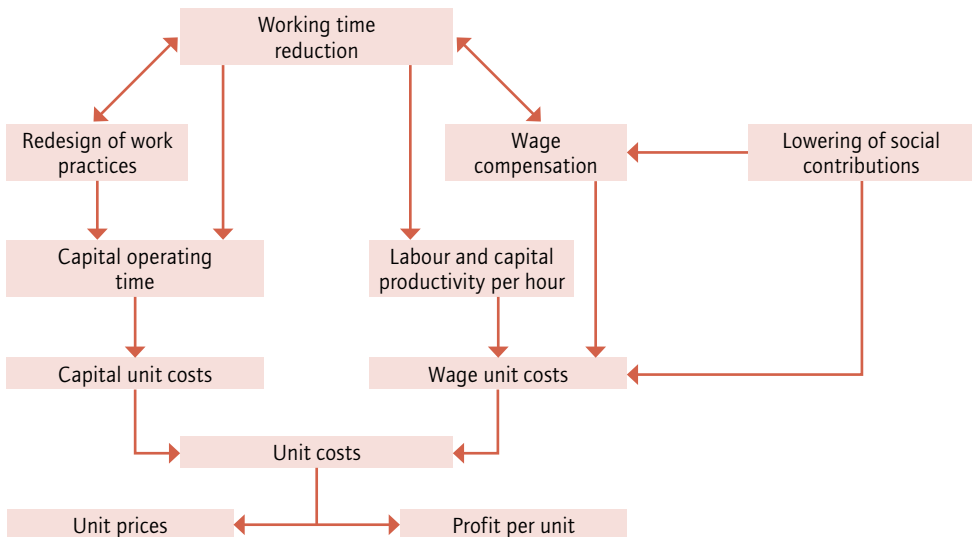 Working time
reduction
Redesign of work
practices
Wage
compensation
Lowering of social
contributions
Capital operating
time
Labour and capital
productivity per hour
Capital unit costs
Wage unit costs
Unit costs
Unit prices
Profit per unit